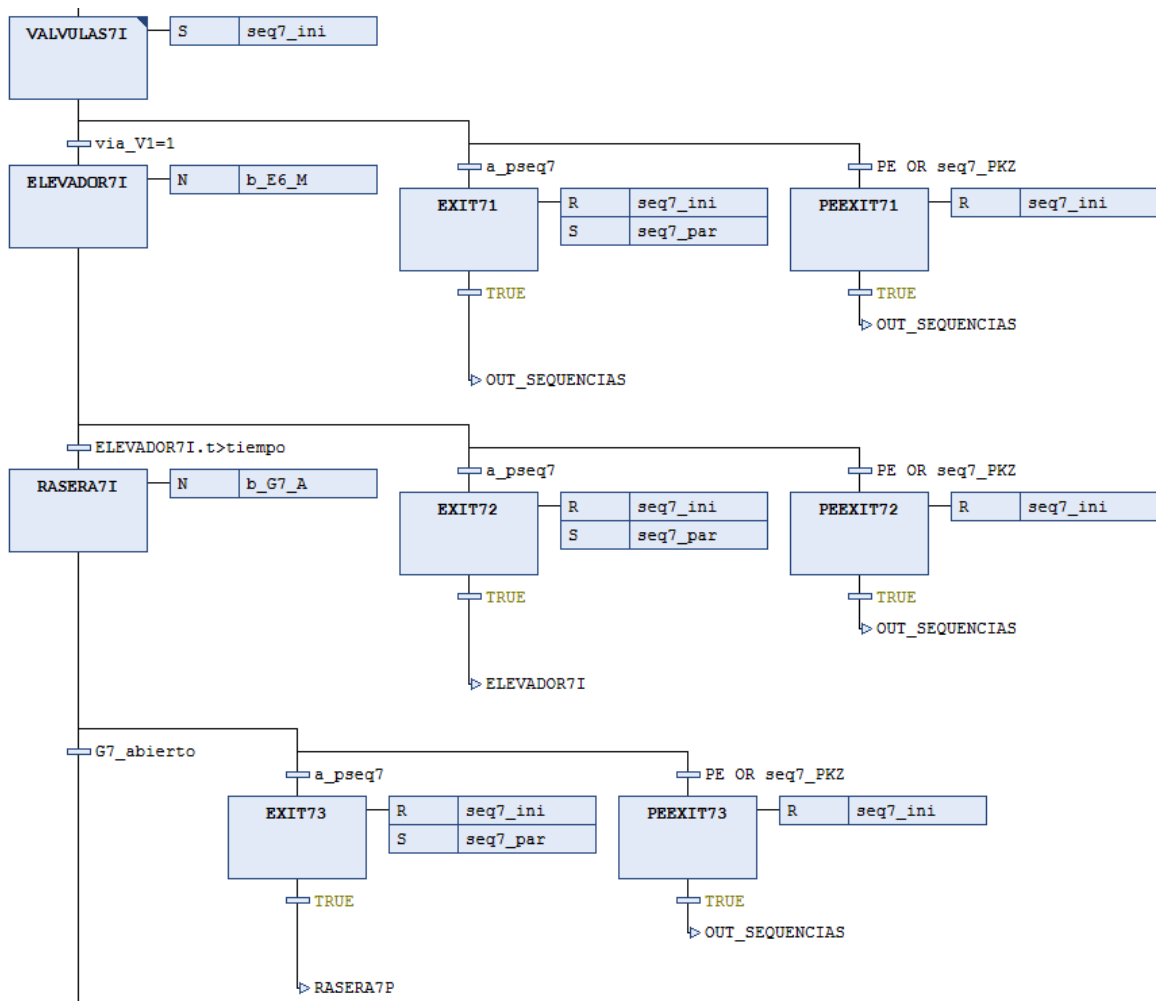 VALVULAS7I S seq7_ini
via_V1=1 a_pseq7 PE OR seq7_PKZ
ELEVADOR7I N b_E6_M
EXIT71 R seq7_ini PEEXIT71 R seq7_ini
S seq7_par
TRUE TRUE
OUT_SEQUENCIAS
OUT_SEQUENCIAS
ELEVADOR7I.t>tiempo a_pseq7 PE OR seq7_PKZ
RASERA7I N b_G7_A
EXIT72 R seq7_ini PEEXIT72 R seq7_ini
S seq7_par
TRUE TRUE
OUT_SEQUENCIAS
ELEVADOR7I
G7_abierto a_pseq7 PE OR seq7_PKZ
EXIT73 R seq7_ini PEEXIT73 R seq7_ini
S seq7_par
TRUE TRUE
OUT_SEQUENCIAS
RASERA7P